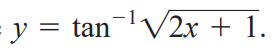 y = tan⁻¹√(2x + 1).